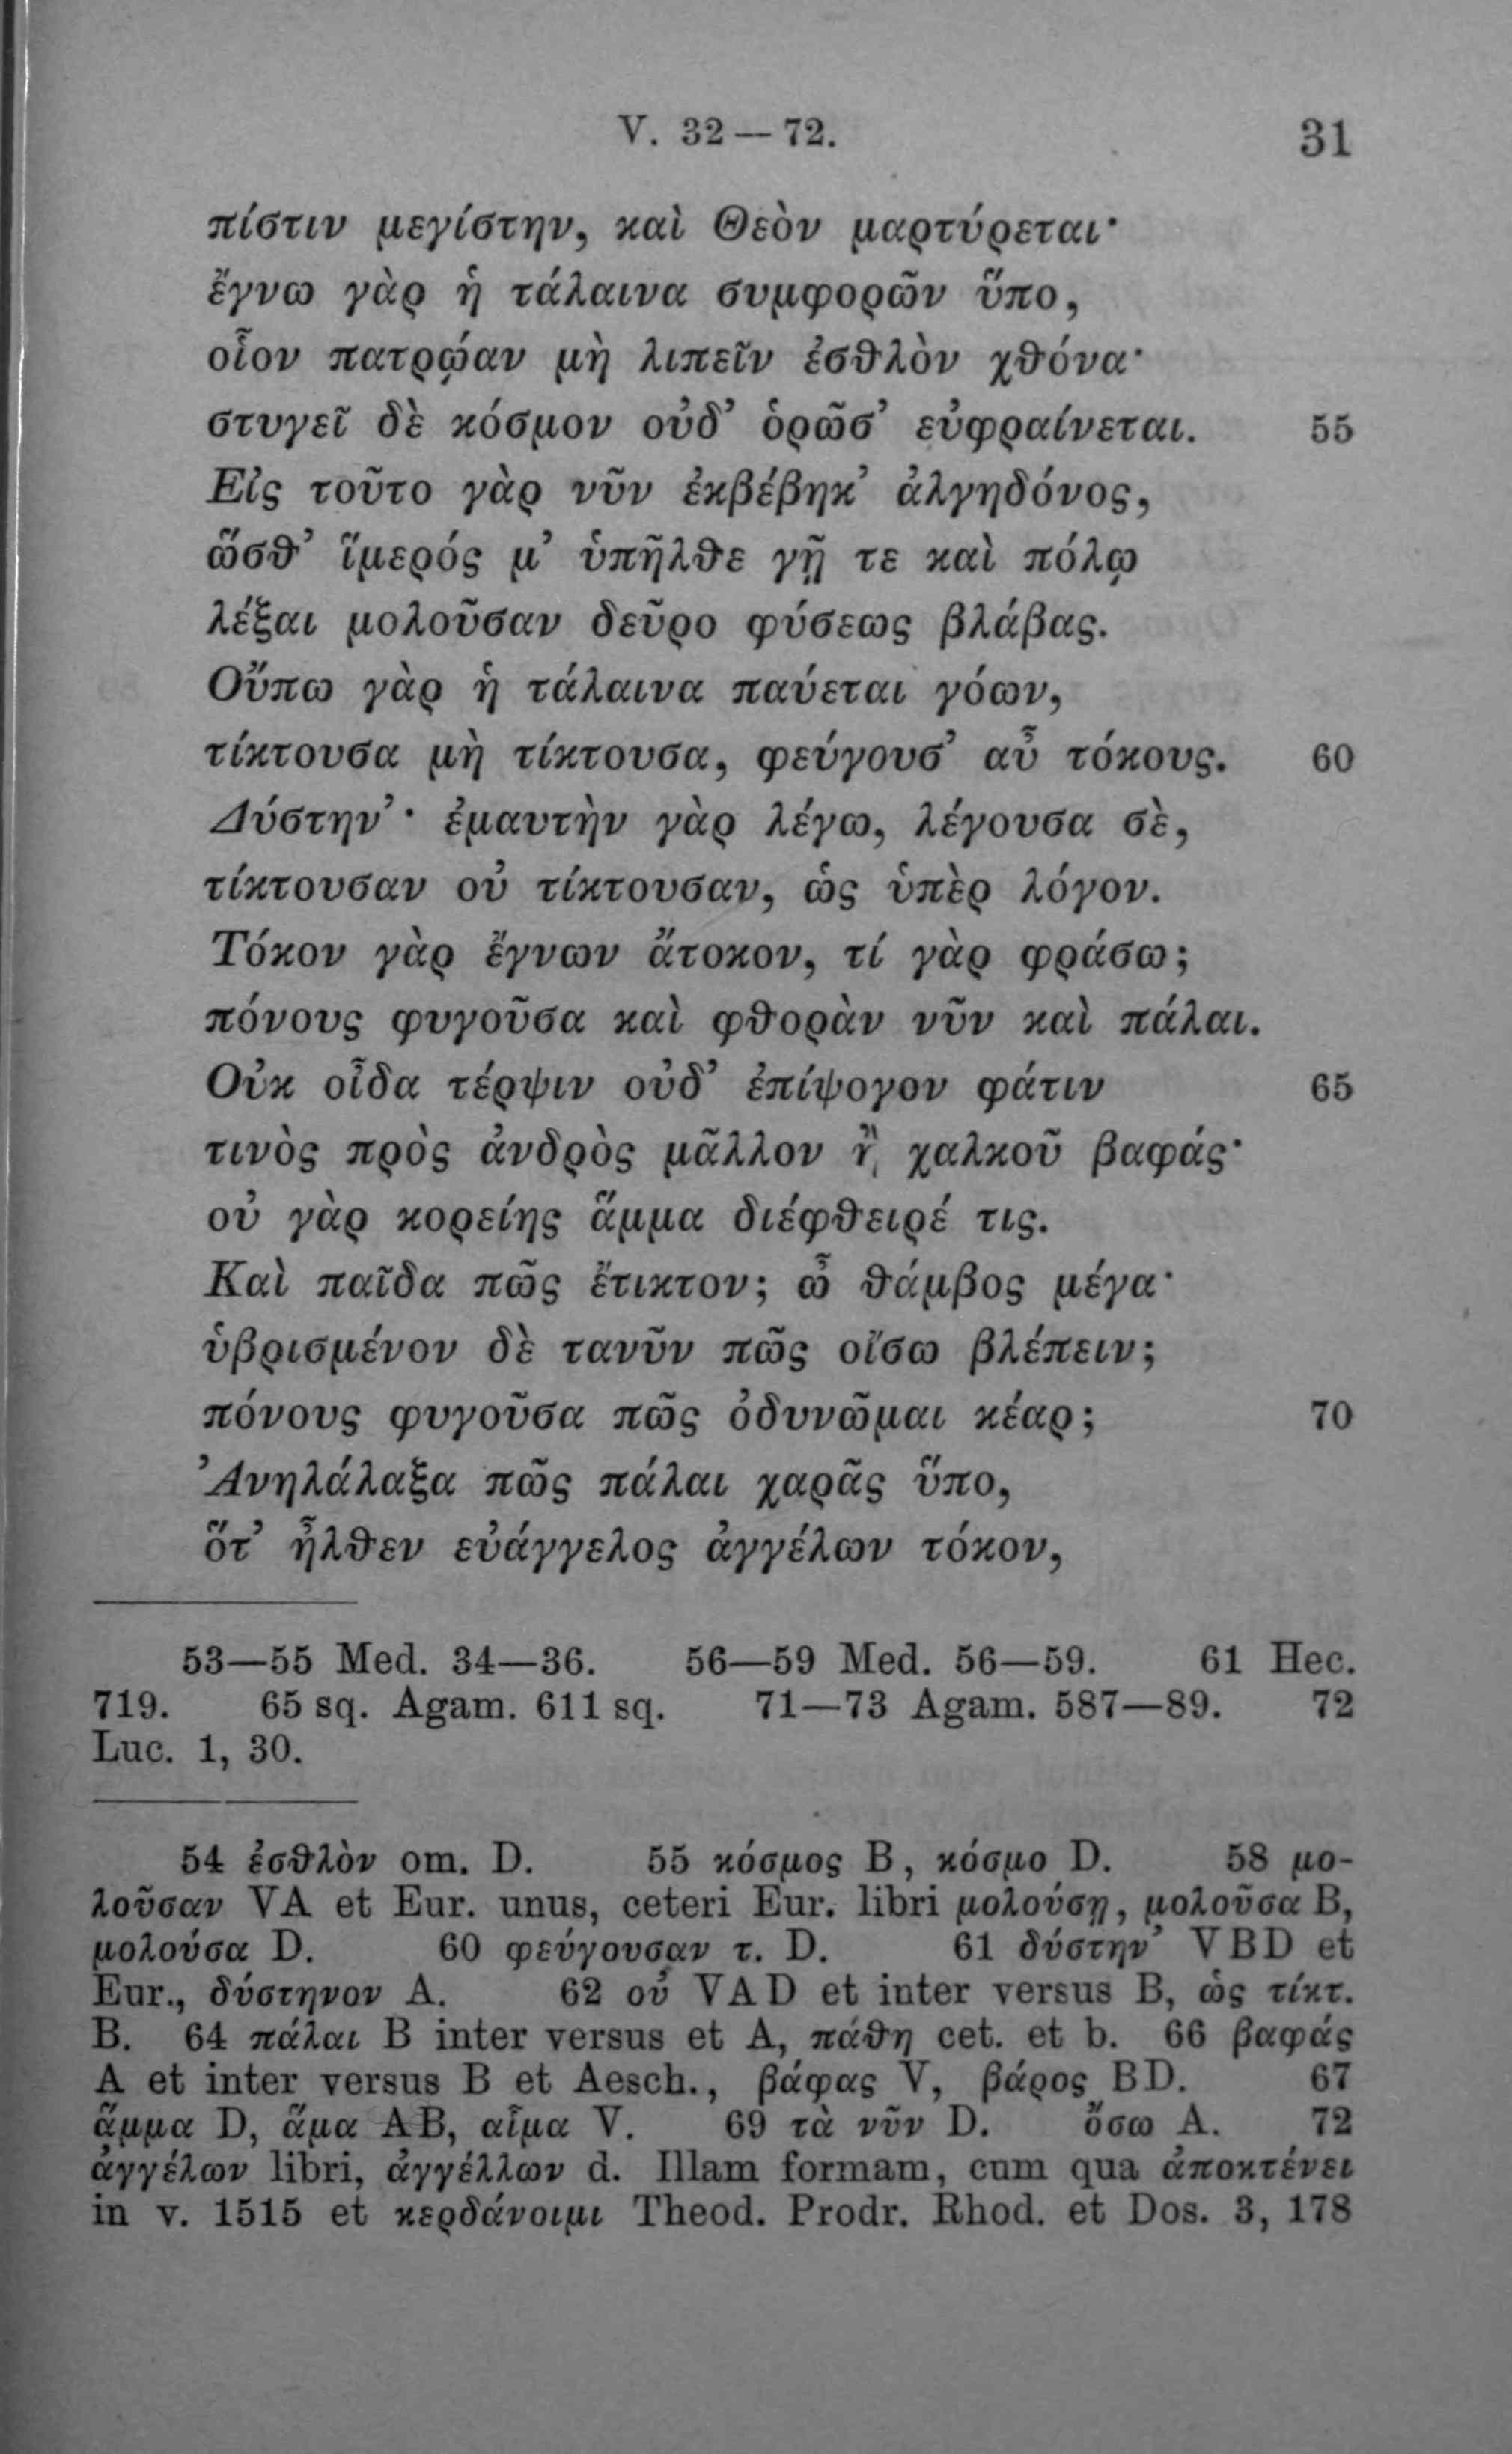 V. 32 — 72. 31
πίστιν μεγίστην, καὶ Θεὸν μαρτύρεται·
ἔγνω γὰρ ἡ τάλαινα συμφορῶν ὕπο,
οἷον πατρῴαν μὴ λιπεῖν ἐσθλὸν χθόνα·
στυγεῖ δὲ κόσμον οὐδ’ ὁρῶσ’ εὐφραίνεται. 55
Εἰς τοῦτο γὰρ νῦν ἐκβέβηκ’ ἀλγηδόνος,
ὥσθ’ ἵμερός μ’ ὑπῆλθε γῇ τε καὶ πόλῳ
λέξαι μολοῦσαν δεῦρο φύσεως βλάβας.
Οὔπω γὰρ ἡ τάλαινα παύεται γόων,
τίκτουσα μὴ τίκτουσα, φεύγουσ’ αὖ τόκους. 60
Δύστην’· ἐμαυτὴν γὰρ λέγω, λέγουσα σὲ,
τίκτουσαν οὐ τίκτουσαν, ὡς ὑπὲρ λόγον.
Τόκον γὰρ ἔγνων ἄτοκον, τί γὰρ φράσω;
πόνους φυγοῦσα καὶ φθορὰν νῦν καὶ πάλαι.
Οὐκ οἶδα τέρψιν οὐδ’ ἐπίψογον φάτιν 65
τινὸς πρὸς ἀνδρὸς μᾶλλον ἢ χαλκοῦ βαφάς·
οὐ γὰρ κορείης ἅμμα διέφθειρέ τις.
Καὶ παῖδα πῶς ἔτικτον; ὦ θάμβος μέγα·
ὑβρισμένον δὲ τανῦν πῶς οἴσω βλέπειν;
πόνους φυγοῦσα πῶς ὀδυνῶμαι κέαρ; 70
Ἀνηλάλαξα πῶς πάλαι χαρᾶς ὕπο,
ὅτ’ ἦλθεν εὐάγγελος ἀγγέλων τόκον,
53—55 Med. 34—36. 56—59 Med. 56—59. 61 Hec.
719. 65 sq. Agam. 611 sq. 71—73 Agam. 587—89. 72
Luc. 1, 30.
54 ἐσθλὸν om. D. 55 κόσμος B, κόσμο D. 58 μο-
λοῦσαν VA et Eur. unus, ceteri Eur. libri μολούσῃ, μολοῦσα B,
μολούσα D. 60 φεύγουσαν τ. D. 61 δύστην’ VBD et
Eur., δύστηνον A. 62 οὐ VAD et inter versus B, ὡς τίκτ.
B. 64 πάλαι B inter versus et A, πάθη cet. et b. 66 βαφάς
A et inter versus B et Aesch., βάφας V, βάρος BD. 67
ἅμμα D, ἅμα AB, αἷμα V. 69 τὰ νῦν D. ὅσω A. 72
ἀγγέλων libri, ἀγγέλλων d. Illam formam, cum qua ἀποκτένει
in v. 1515 et κερδάνοιμι Theod. Prodr. Rhod. et Dos. 3, 178